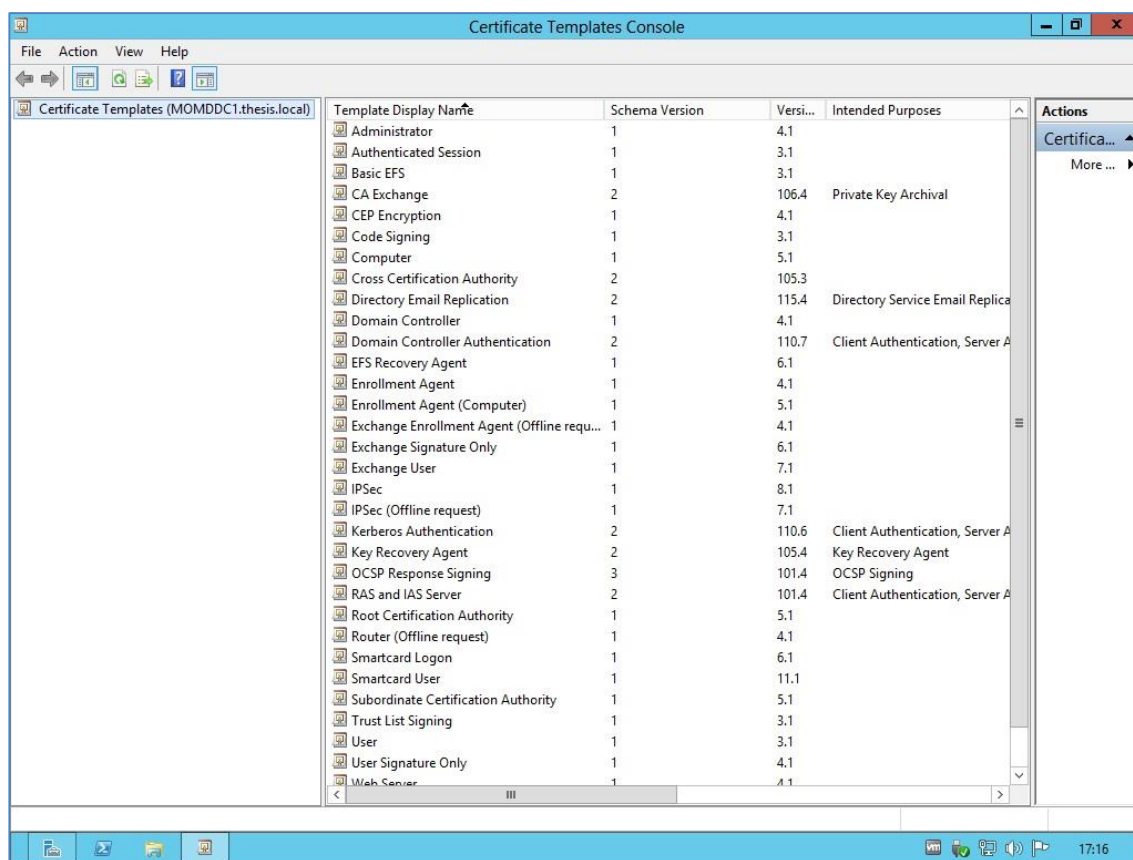 Certificate Templates Console
File Action View Help
Certificate Templates (MOMDDC1.thesis.local)
Template Display Name Schema Version Versi... Intended Purposes
Administrator 1 4.1
Authenticated Session 1 3.1
Basic EFS 1 3.1
CA Exchange 2 106.4 Private Key Archival
CEP Encryption 1 4.1
Code Signing 1 3.1
Computer 1 5.1
Cross Certification Authority 2 105.3
Directory Email Replication 2 115.4 Directory Service Email Replica
Domain Controller 1 4.1
Domain Controller Authentication 2 110.7 Client Authentication, Server A
EFS Recovery Agent 1 6.1
Enrollment Agent 1 4.1
Enrollment Agent (Computer) 1 5.1
Exchange Enrollment Agent (Offline requ... 1 4.1
Exchange Signature Only 1 6.1
Exchange User 1 7.1
IPSec 1 8.1
IPSec (Offline request) 1 7.1
Kerberos Authentication 2 110.6 Client Authentication, Server A
Key Recovery Agent 2 105.4 Key Recovery Agent
OCSP Response Signing 3 101.4 OCSP Signing
RAS and IAS Server 2 101.4 Client Authentication, Server A
Root Certification Authority 1 5.1
Router (Offline request) 1 4.1
Smartcard Logon 1 6.1
Smartcard User 1 11.1
Subordinate Certification Authority 1 5.1
Trust List Signing 1 3.1
User 1 3.1
User Signature Only 1 4.1
Web Server 1 4.1
Actions
Certifica...
More ...
17:16